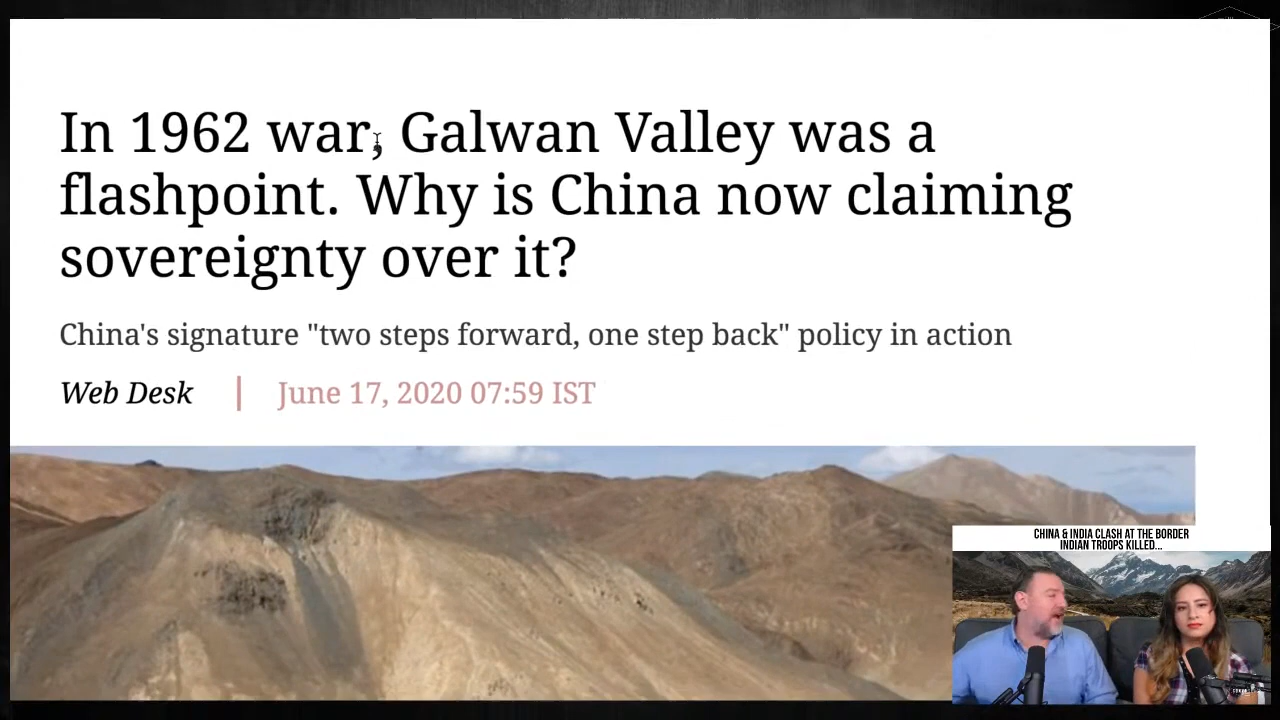 In 1962 war, Galwan Valley was a
flashpoint. Why is China now claiming
sovereignty over it?
China's signature "two steps forward, one step back" policy in action
Web Desk | June 17, 2020 07:59 IST
CHINA & INDIA CLASH AT THE BORDER
INDIAN TROOPS KILLED...